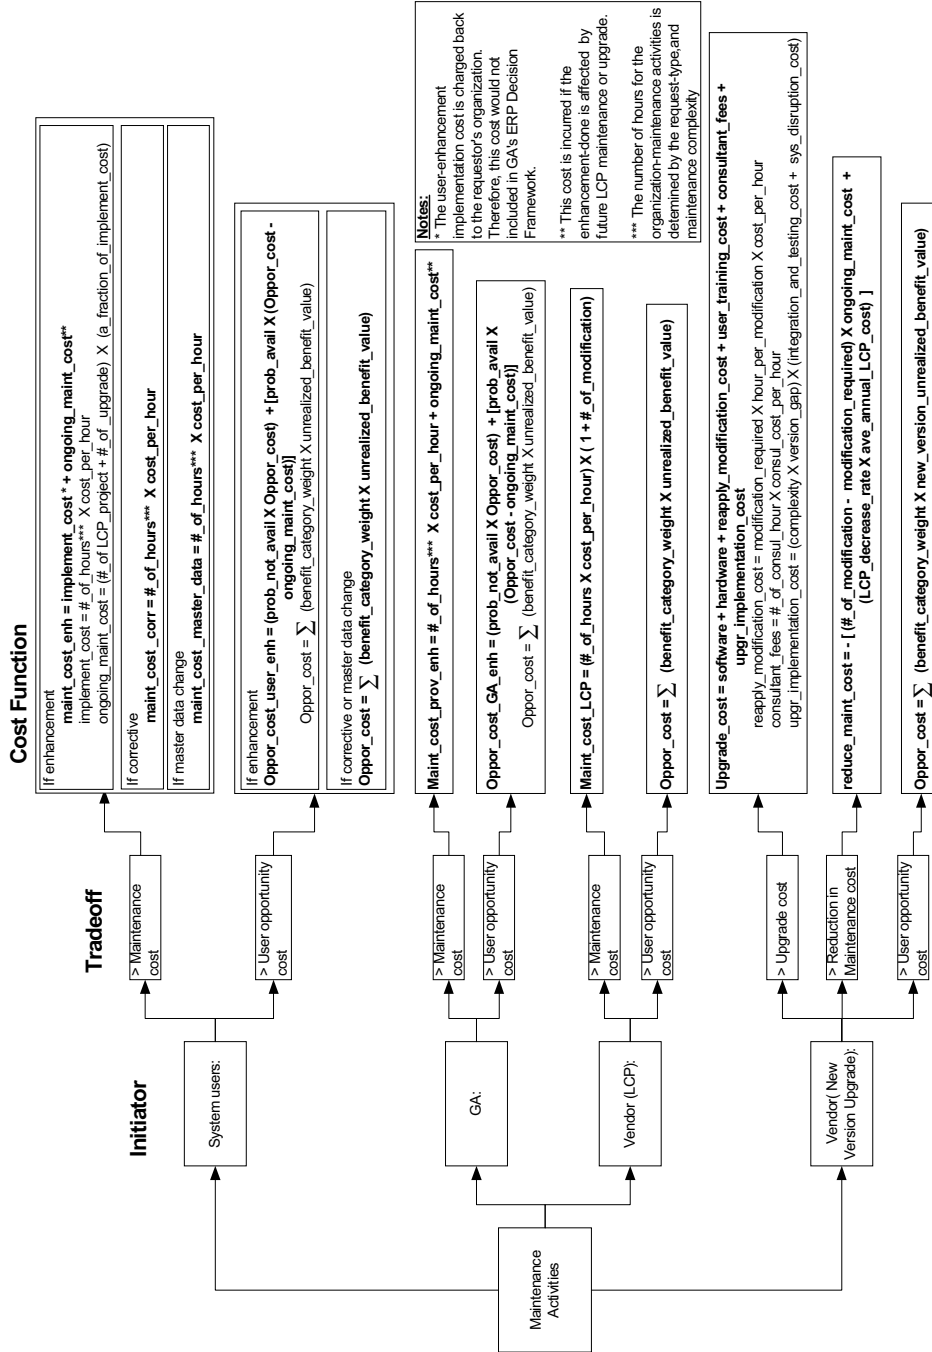 Cost Function
Tradeoff
Initiator
Maintenance
Activities
System users:
> Maintenance
cost
If enhancement
maint_cost_enh = implement_cost * + ongoing_maint_cost**
implement_cost = #_of_hours*** X cost_per_hour
ongoing_maint_cost = (#_of LCP_project + #_of _upgrade) X (a_fraction_of_implement_cost)
If corrective
maint_cost_corr = #_of_hours*** X cost_per_hour
If master data change
maint_cost _master_data = #_of_hours*** X cost_per_hour
> User opportunity
cost
If enhancement
Oppor_cost_user_enh = (prob_not_avail X Oppor_cost) + [prob_avail X (Oppor_cost -
ongoing_maint_cost)]
Oppor_cost = ∑ (benefit_category_weight X unrealized_benefit_value)
If corrective or master data change
Oppor_cost = ∑ (benefit_category_weight X unrealized_benefit_value)
GA:
> Maintenance
cost
Maint_cost_prov_enh = #_of_hours*** X cost_per_hour + ongoing_maint_cost**
> User opportunity
cost
Oppor_cost_GA_enh = (prob_not_avail X Oppor_cost) + [prob_avail X
(Oppor_cost - ongoing_maint_cost)]
Oppor_cost = ∑ (benefit_category_weight X unrealized_benefit_value)
Vendor (LCP):
> Maintenance
cost
Maint_cost_LCP = (#_of_hours X cost_per_hour) X ( 1 + #_of_modification)
> User opportunity
cost
Oppor_cost = ∑ (benefit_category_weight X unrealized_benefit_value)
Vendor( New
Version Upgrade):
> Upgrade cost
Upgrade_cost = software + hardware + reapply_modification_cost + user_training_cost + consultant_fees +
upgr_implementation_cost
reapply_modification_cost = modification_required X hour_per_modification X cost_per_hour
consultant_fees = #_of_consul_hour X consul_cost_per_hour
upgr_implementation_cost = (complexity X version_gap) X (integration_and_testing_cost + sys_disruption_cost)
> Reduction in
Maintenance cost
reduce_maint_cost = - [ (#_of_modification - modification_required) X ongoing_maint_cost +
(LCP_decrease_rate X ave_annual_LCP_cost) ]
> User opportunity
cost
Oppor_cost = ∑ (benefit_category_weight X new_version_unrealized_benefit_value)
Notes:
* The user-enhancement
implementation cost is charged back
to the requestor's organization.
Therefore, this cost would not
included in GA's ERP Decision
Framework.
** This cost is incurred if the
enhancement-done is affected by
future LCP maintenance or upgrade.
*** The number of hours for the
organization-maintenance activities is
determined by the request-type,and
maintenance complexity